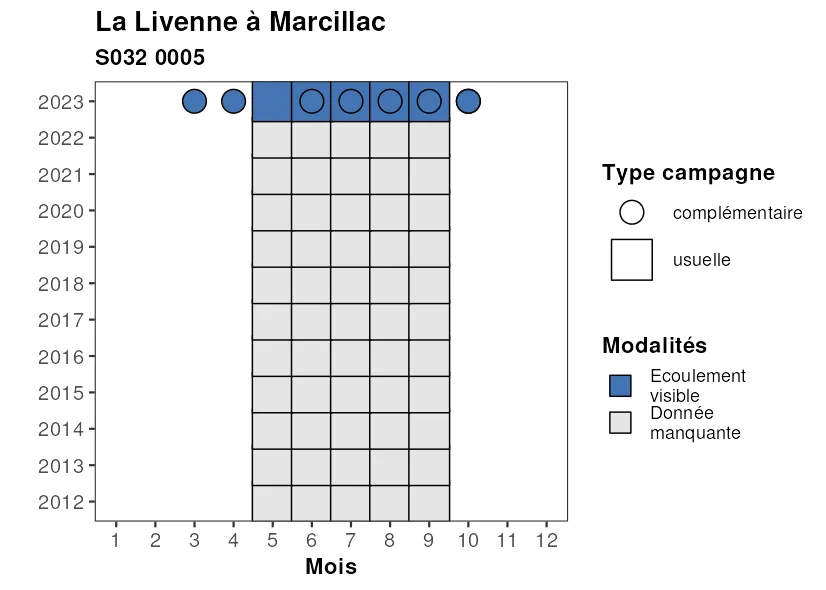 La Livenne à Marcillac
S032 0005
2023
2022
2021
2020
2019
2018
2017
2016
2015
2014
2013
2012
1 2 3 4 5 6 7 8 9 10 11 12
Mois
Type campagne
complémentaire
usuelle
Modalités
Ecoulement
visible
Donnée
manquante